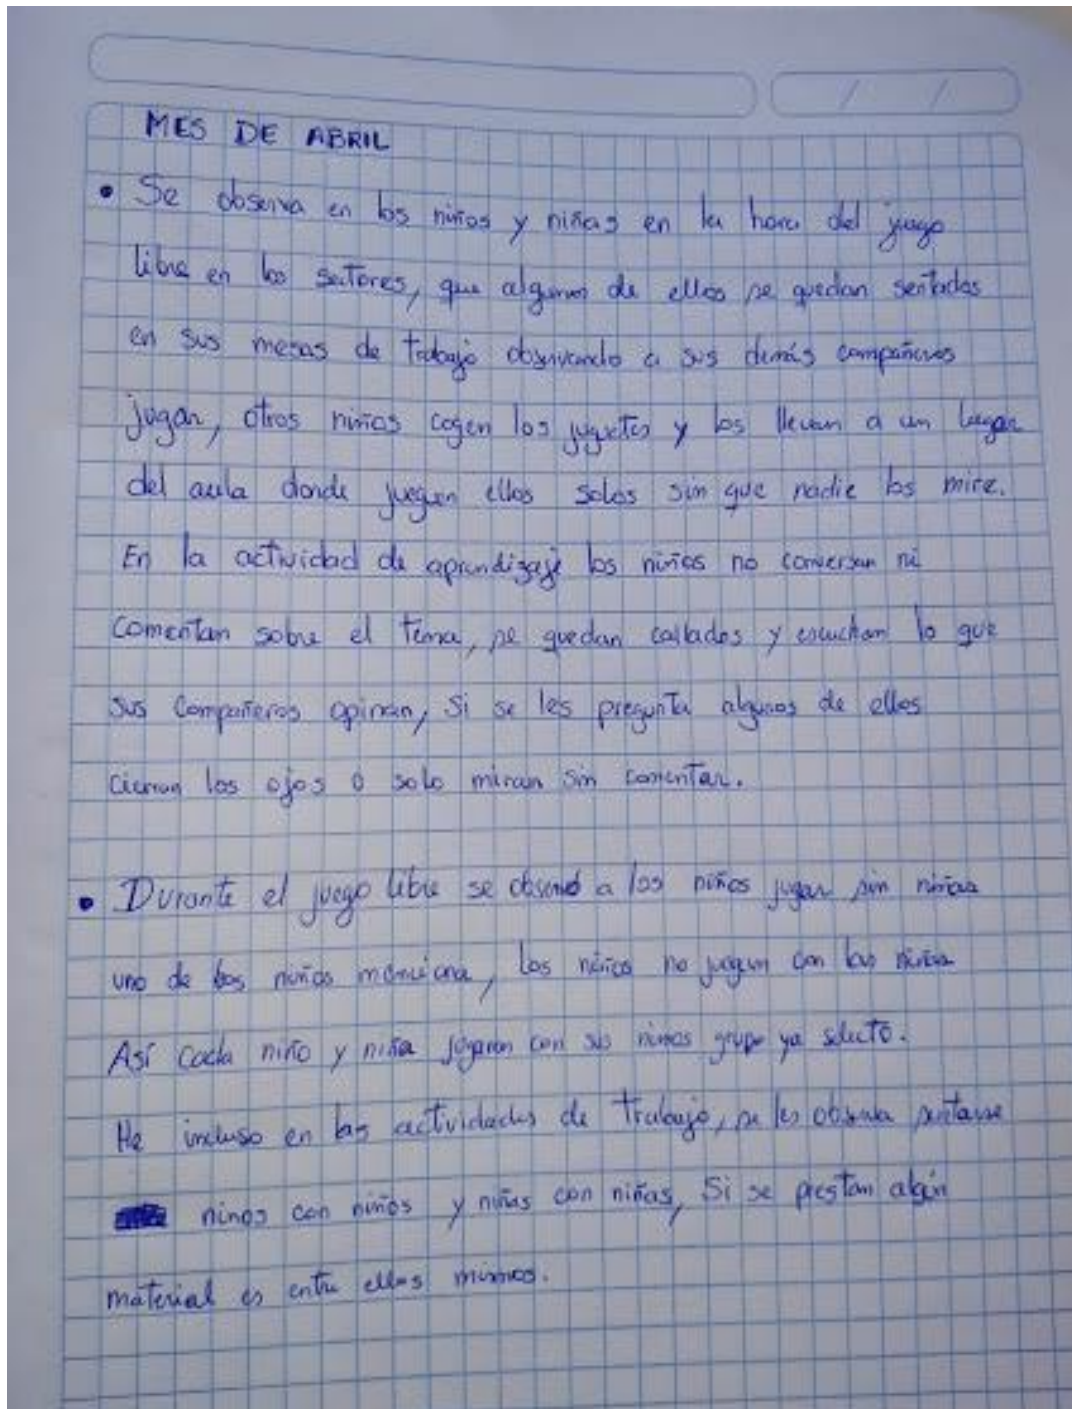 MES DE ABRIL
• Se observa en los niños y niñas en la hora del juego
libre en los sectores, que algunos de ellos se quedan sentados
en sus mesas de trabajo observando a sus demás compañeros
jugar, otros niños cogen los juguetes y los llevan a un lugar
del aula donde jueguen ellos solos sin que nadie los mire.
En la actividad de aprendizaje los niños no conversan ni
comentan sobre el tema, se quedan callados y escuchan lo que
sus compañeros opinan, Si se les pregunta algunos de ellos
cierran los ojos o solo miran sin comentar.
• Durante el juego libre se observó a los niños jugar sin niñas
uno de los niños menciona, los niños no juegan con las niñas
Así cada niño y niña jugaron con sus grupo ya selecto.
He incluso en las actividades de trabajo, se les observa sentarse
ninos con niños y niñas con niñas, Si se prestan algún
material es entre ellos mismos.